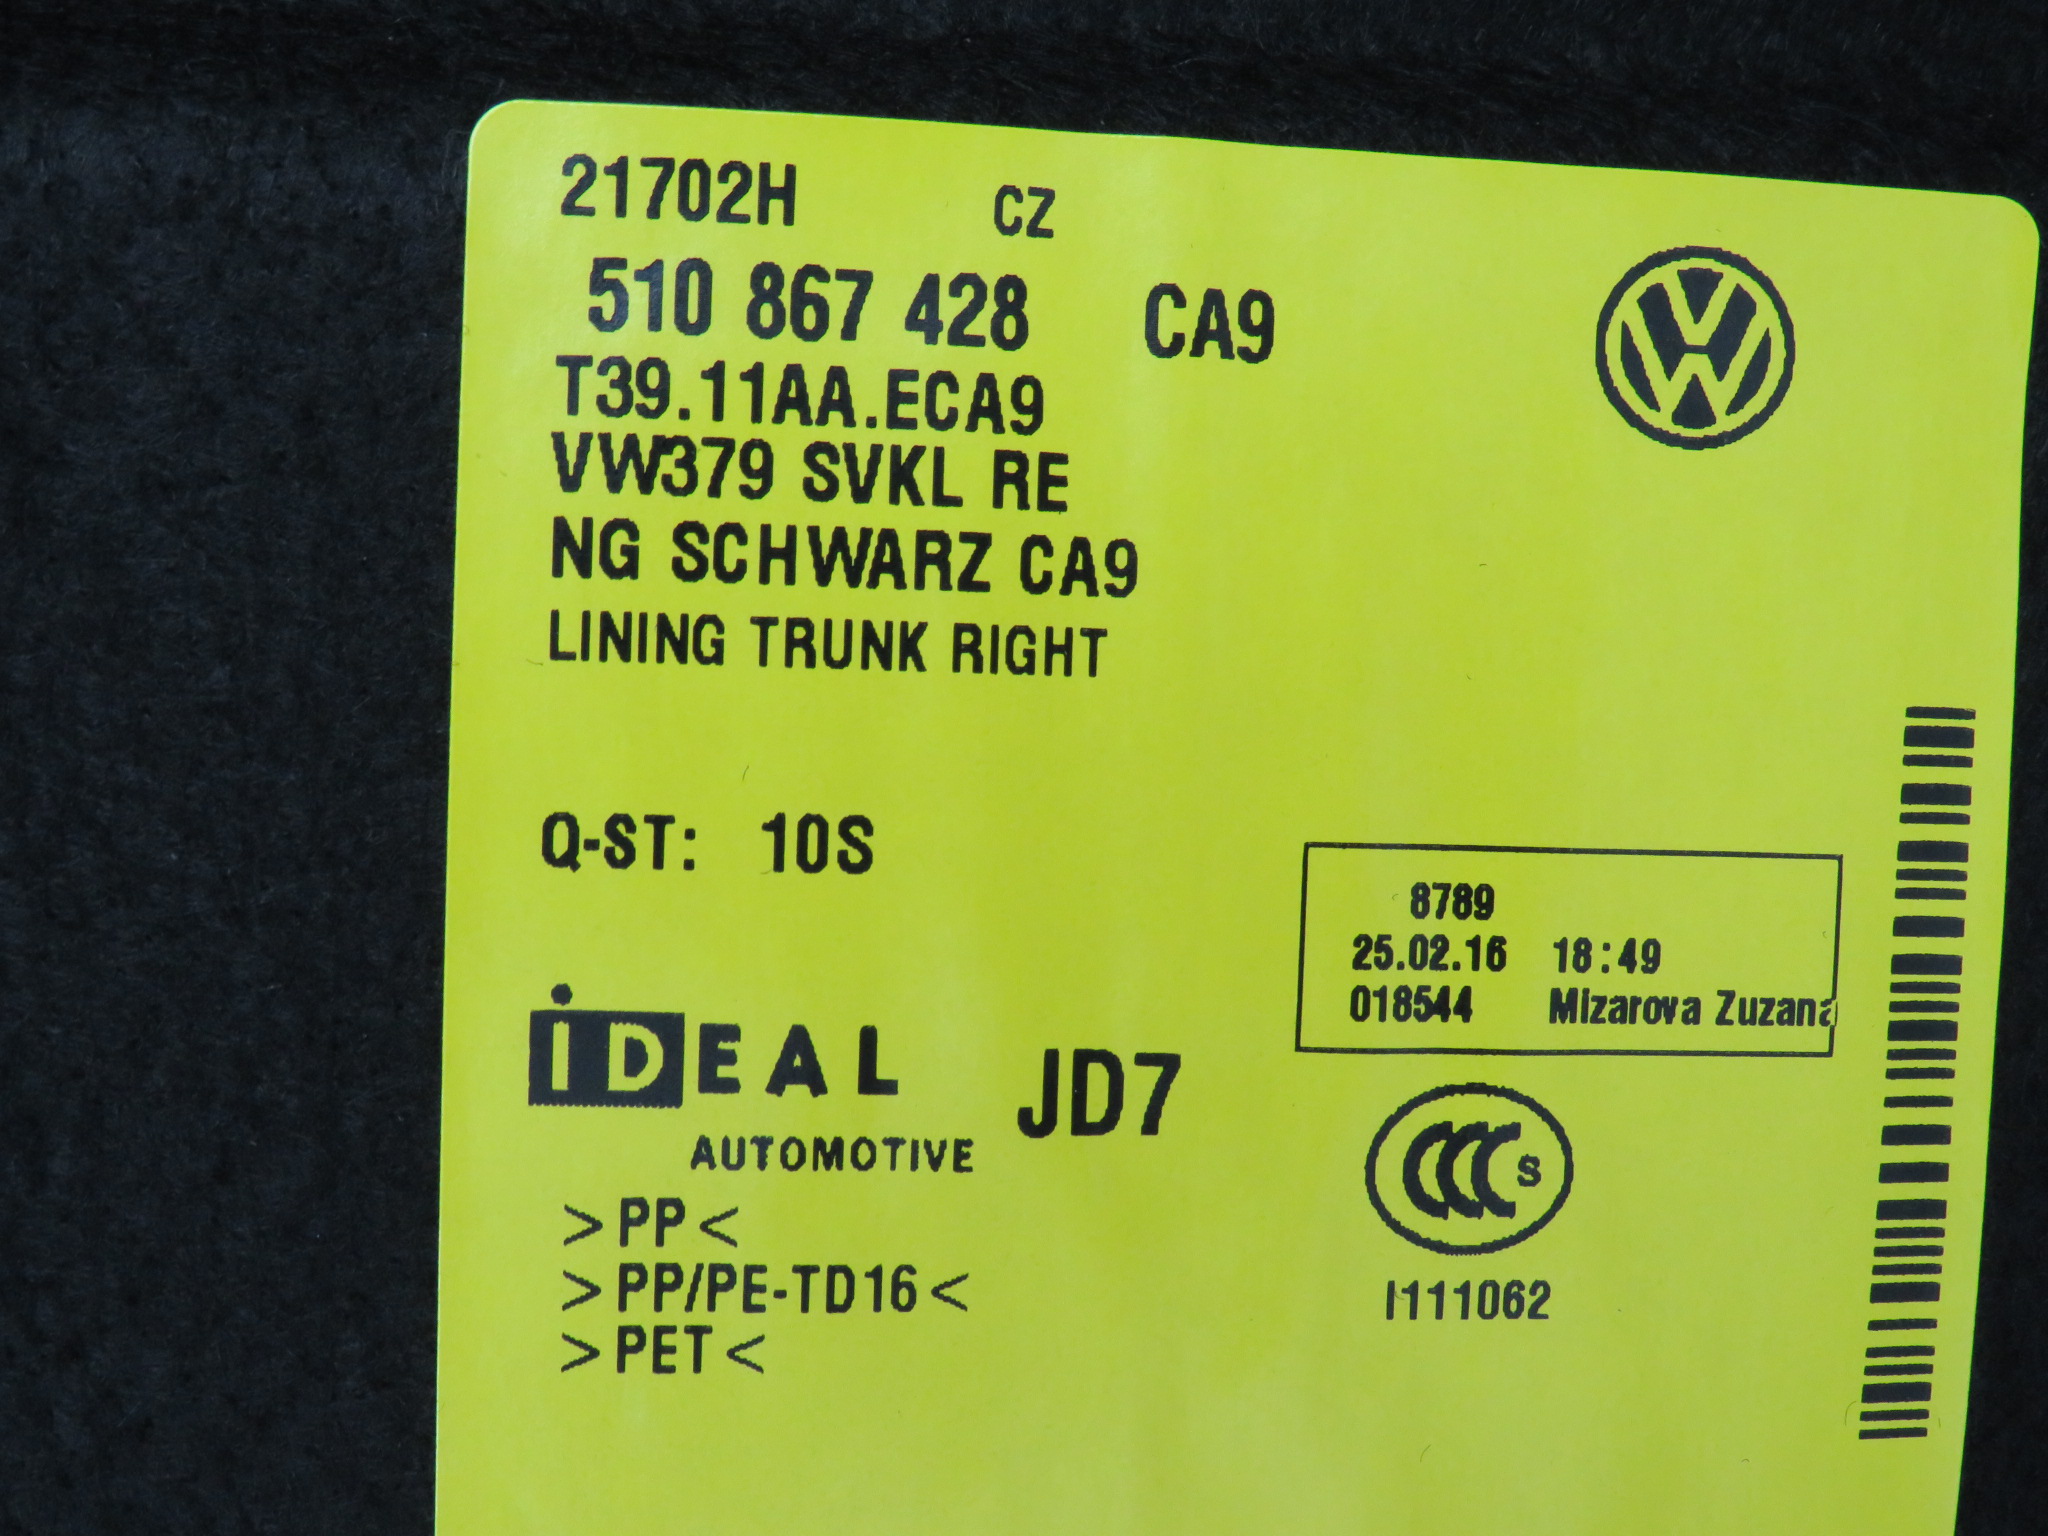 21702H CZ
510 867 428 CA9
T39.11AA.ECA9
VW379 SVKL RE
NG SCHWARZ CA9
LINING TRUNK RIGHT
Q-ST: 10S
8789
25.02.16 18:49
018544 Mizarova Zuzana
iDEAL JD7
AUTOMOTIVE
CCC S
>PP<
>PP/PE-TD16<
I111062
>PET<